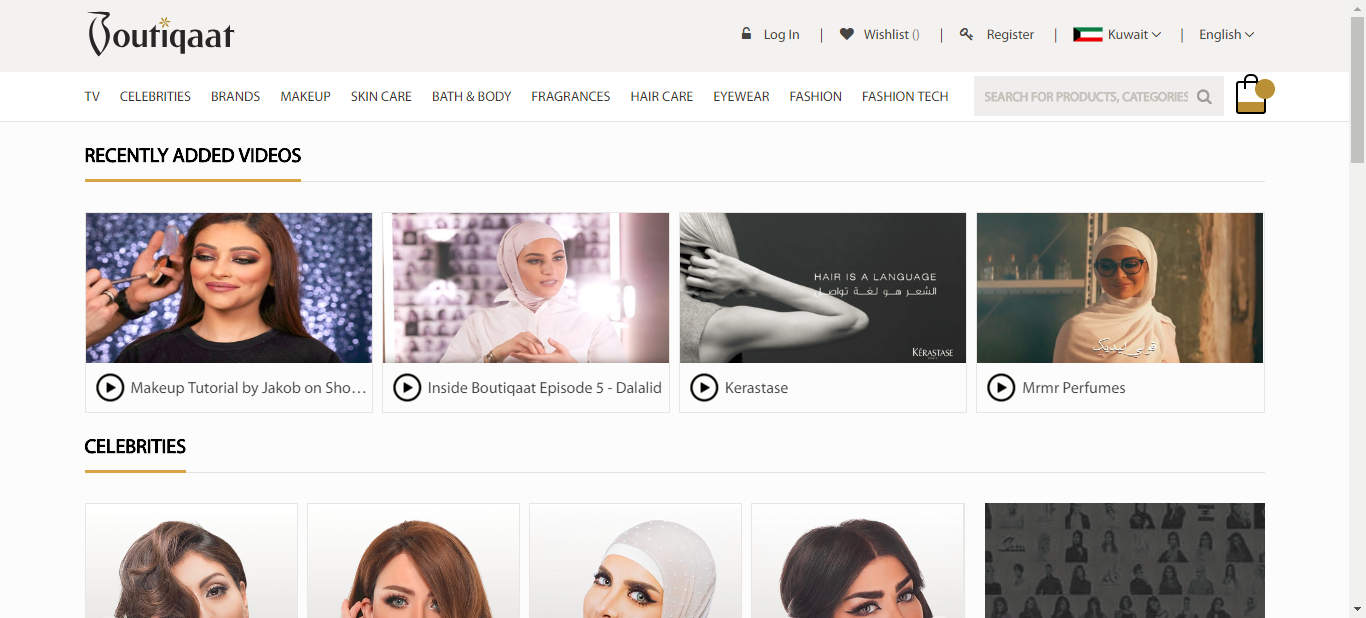 Boutiqaat
Log In | Wishlist () | Register | Kuwait | English
TV CELEBRITIES BRANDS MAKEUP SKIN CARE BATH & BODY FRAGRANCES HAIR CARE EYEWEAR FASHION FASHION TECH SEARCH FOR PRODUCTS, CATEGORIES
RECENTLY ADDED VIDEOS
HAIR IS A LANGUAGE
الشعر هو لغة تواصل
KÉRASTASE
قولي ليديك
Makeup Tutorial by Jakob on Sho...
Inside Boutiqaat Episode 5 - Dalalid
Kerastase
Mrmr Perfumes
CELEBRITIES